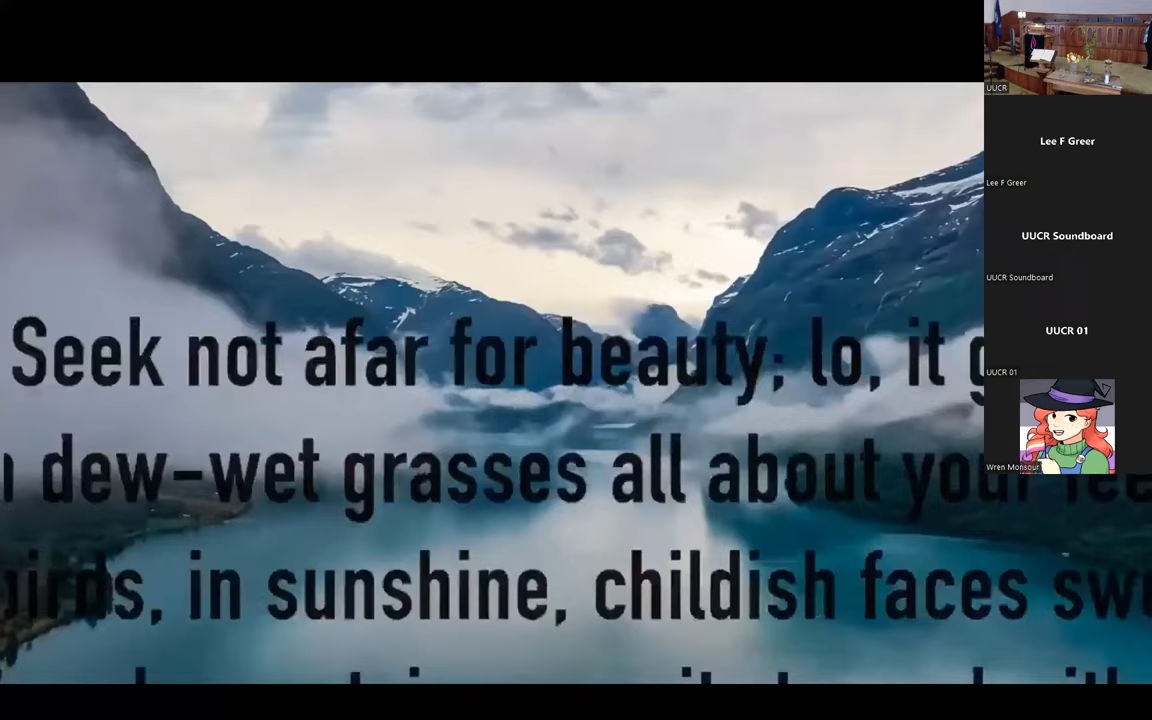 Seek not afar for beauty; lo, it
dew-wet grasses all about your
in sunshine, childish faces
UUCR
Lee F Greer
Lee F Greer
UUCR Soundboard
UUCR Soundboard
UUCR 01
UUCR 01
Wren Monsour